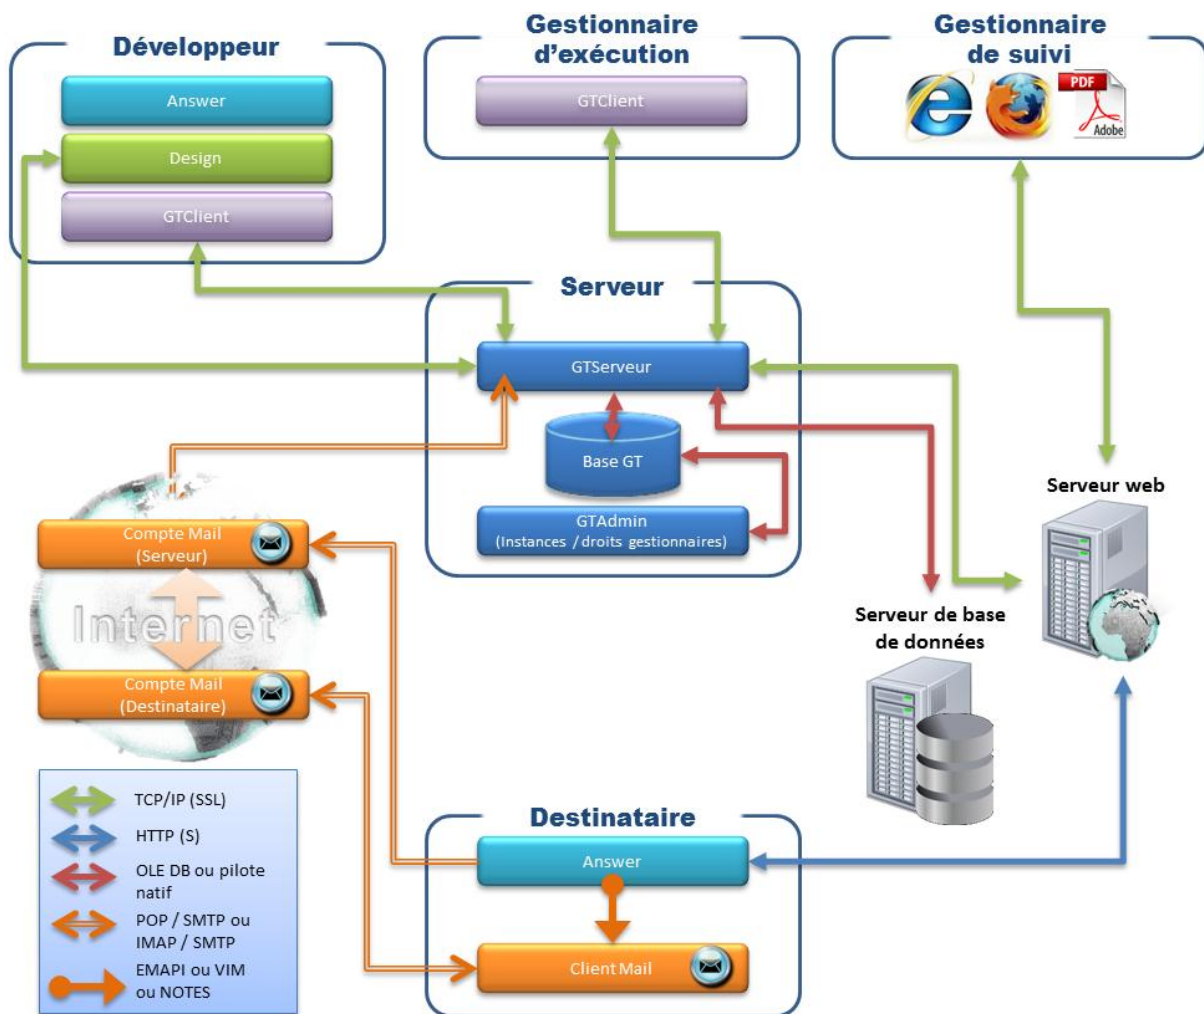 Développeur
Answer
Design
GTClient
Gestionnaire
d'exécution
GTClient
Gestionnaire
de suivi
PDF
Adobe
Serveur
GTServeur
Base GT
GTAdmin
(Instances / droits gestionnaires)
Serveur web
Serveur de base
de données
Compte Mail
(Serveur)
Internet
Compte Mail
(Destinataire)
TCP/IP (SSL)
HTTP (S)
OLE DB ou pilote
natif
POP / SMTP ou
IMAP / SMTP
EMAPI ou VIM
ou NOTES
Destinataire
Answer
Client Mail